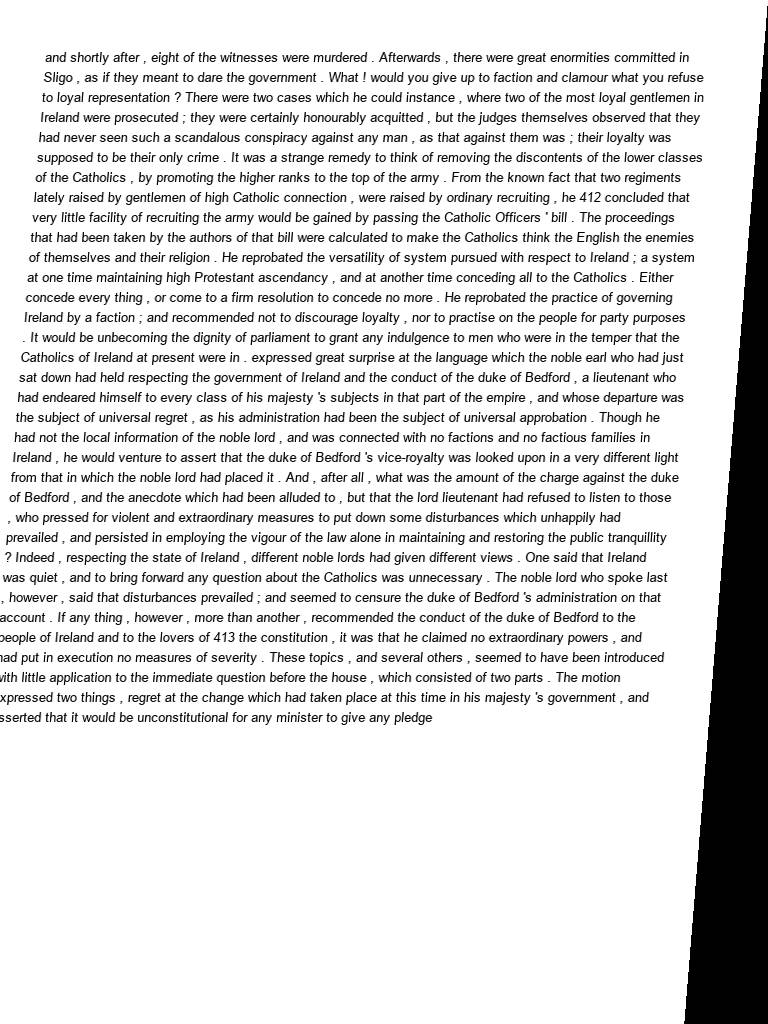 and shortly after , eight of the witnesses were murdered . Afterwards , there were great enormities committed in
Sligo , as if they meant to dare the government . What ! would you give up to faction and clamour what you refuse
to loyal representation ? There were two cases which he could instance , where two of the most loyal gentlemen in
Ireland were prosecuted ; they were certainly honourably acquitted , but the judges themselves observed that they
had never seen such a scandalous conspiracy against any man , as that against them was ; their loyalty was
supposed to be their only crime . It was a strange remedy to think of removing the discontents of the lower classes
of the Catholics , by promoting the higher ranks to the top of the army . From the known fact that two regiments
lately raised by gentlemen of high Catholic connection , were raised by ordinary recruiting , he 412 concluded that
very little facility of recruiting the army would be gained by passing the Catholic Officers ' bill . The proceedings
that had been taken by the authors of that bill were calculated to make the Catholics think the English the enemies
of themselves and their religion . He reprobated the versatility of system pursued with respect to Ireland ; a system
at one time maintaining high Protestant ascendancy , and at another time conceding all to the Catholics . Either
concede every thing , or come to a firm resolution to concede no more . He reprobated the practice of governing
Ireland by a faction ; and recommended not to discourage loyalty , nor to practise on the people for party purposes
. It would be unbecoming the dignity of parliament to grant any indulgence to men who were in the temper that the
Catholics of Ireland at present were in . expressed great surprise at the language which the noble earl who had just
sat down had held respecting the government of Ireland and the conduct of the duke of Bedford , a lieutenant who
had endeared himself to every class of his majesty 's subjects in that part of the empire , and whose departure was
the subject of universal regret , as his administration had been the subject of universal approbation . Though he
had not the local information of the noble lord , and was connected with no factions and no factious families in
Ireland , he would venture to assert that the duke of Bedford 's vice-royalty was looked upon in a very different light
from that in which the noble lord had placed it . And , after all , what was the amount of the charge against the duke
of Bedford , and the anecdote which had been alluded to , but that the lord lieutenant had refused to listen to those
, who pressed for violent and extraordinary measures to put down some disturbances which unhappily had
prevailed , and persisted in employing the vigour of the law alone in maintaining and restoring the public tranquillity
? Indeed , respecting the state of Ireland , different noble lords had given different views . One said that Ireland
was quiet , and to bring forward any question about the Catholics was unnecessary . The noble lord who spoke last
, however , said that disturbances prevailed ; and seemed to censure the duke of Bedford 's administration on that
account . If any thing , however , more than another , recommended the conduct of the duke of Bedford to the
people of Ireland and to the lovers of 413 the constitution , it was that he claimed no extraordinary powers , and
had put in execution no measures of severity . These topics , and several others , seemed to have been introduced
with little application to the immediate question before the house , which consisted of two parts . The motion
expressed two things , regret at the change which had taken place at this time in his majesty 's government , and
sserted that it would be unconstitutional for any minister to give any pledge